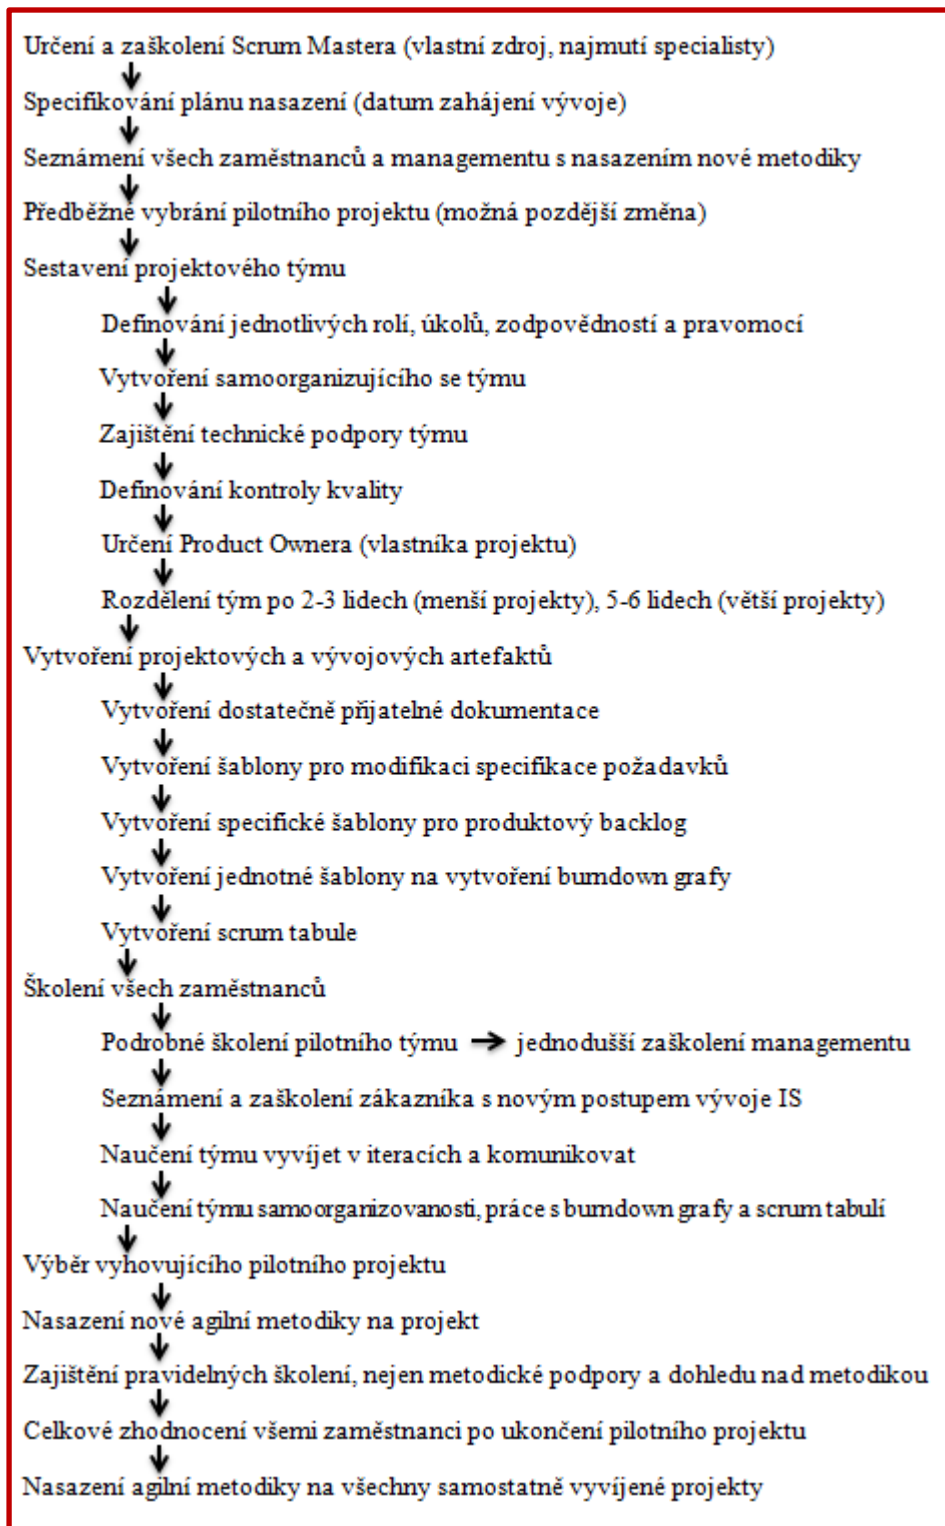 Určení a zaškolení Scrum Mastera (vlastní zdroj, najmutí specialisty)
Specifikování plánu nasazení (datum zahájení vývoje)
Seznámení všech zaměstnanců a managementu s nasazením nové metodiky
Předběžné vybrání pilotního projektu (možná pozdější změna)
Sestavení projektového týmu
Definování jednotlivých rolí, úkolů, zodpovědností a pravomocí
Vytvoření samoorganizujícího se týmu
Zajištění technické podpory týmu
Definování kontroly kvality
Určení Product Ownera (vlastníka projektu)
Rozdělení tým po 2-3 lidech (menší projekty), 5-6 lidech (větší projekty)
Vytvoření projektových a vývojových artefaktů
Vytvoření dostatečně přijatelné dokumentace
Vytvoření šablony pro modifikaci specifikace požadavků
Vytvoření specifické šablony pro produktový backlog
Vytvoření jednotné šablony na vytvoření burndown grafy
Vytvoření scrum tabule
Školení všech zaměstnanců
Podrobné školení pilotního týmu → jednodušší zaškolení managementu
Seznámení a zaškolení zákazníka s novým postupem vývoje IS
Naučení týmu vyvíjet v iteracích a komunikovat
Naučení týmu samoorganizovanosti, práce s burndown grafy a scrum tabulí
Výběr vyhovujícího pilotního projektu
Nasazení nové agilní metodiky na projekt
Zajištění pravidelných školení, nejen metodické podpory a dohledu nad metodikou
Celkové zhodnocení všemi zaměstnanci po ukončení pilotního projektu
Nasazení agilní metodiky na všechny samostatně vyvíjené projekty